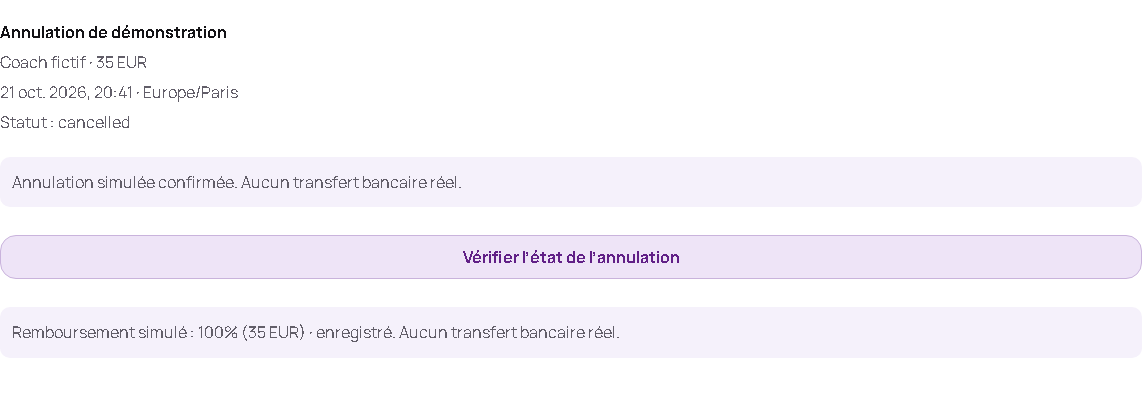 Annulation de démonstration
Coach fictif · 35 EUR
21 oct. 2026, 20:41 · Europe/Paris
Statut : cancelled
Annulation simulée confirmée. Aucun transfert bancaire réel.
Vérifier l’état de l’annulation
Remboursement simulé : 100% (35 EUR) · enregistré. Aucun transfert bancaire réel.